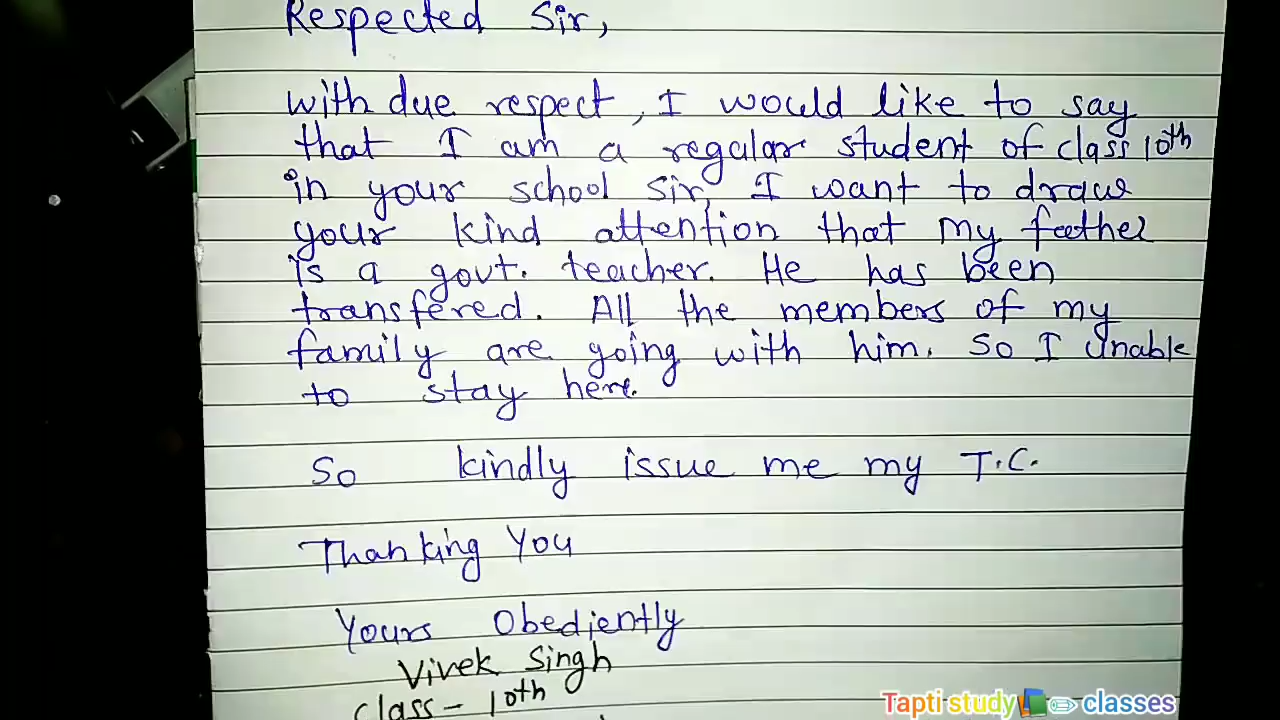 Respected Sir,
with due respect, I would like to say
that I am a regular student of class 10th
in your school sir, I want to draw
your kind attention that my father
is a govt. teacher. He has been
transfered. All the members of my
family are going with him. So I unable
to stay here.
So kindly issue me my T.C.
Thanking You
Yours Obediently
Vivek Singh
class - 10th
Tapti study classes